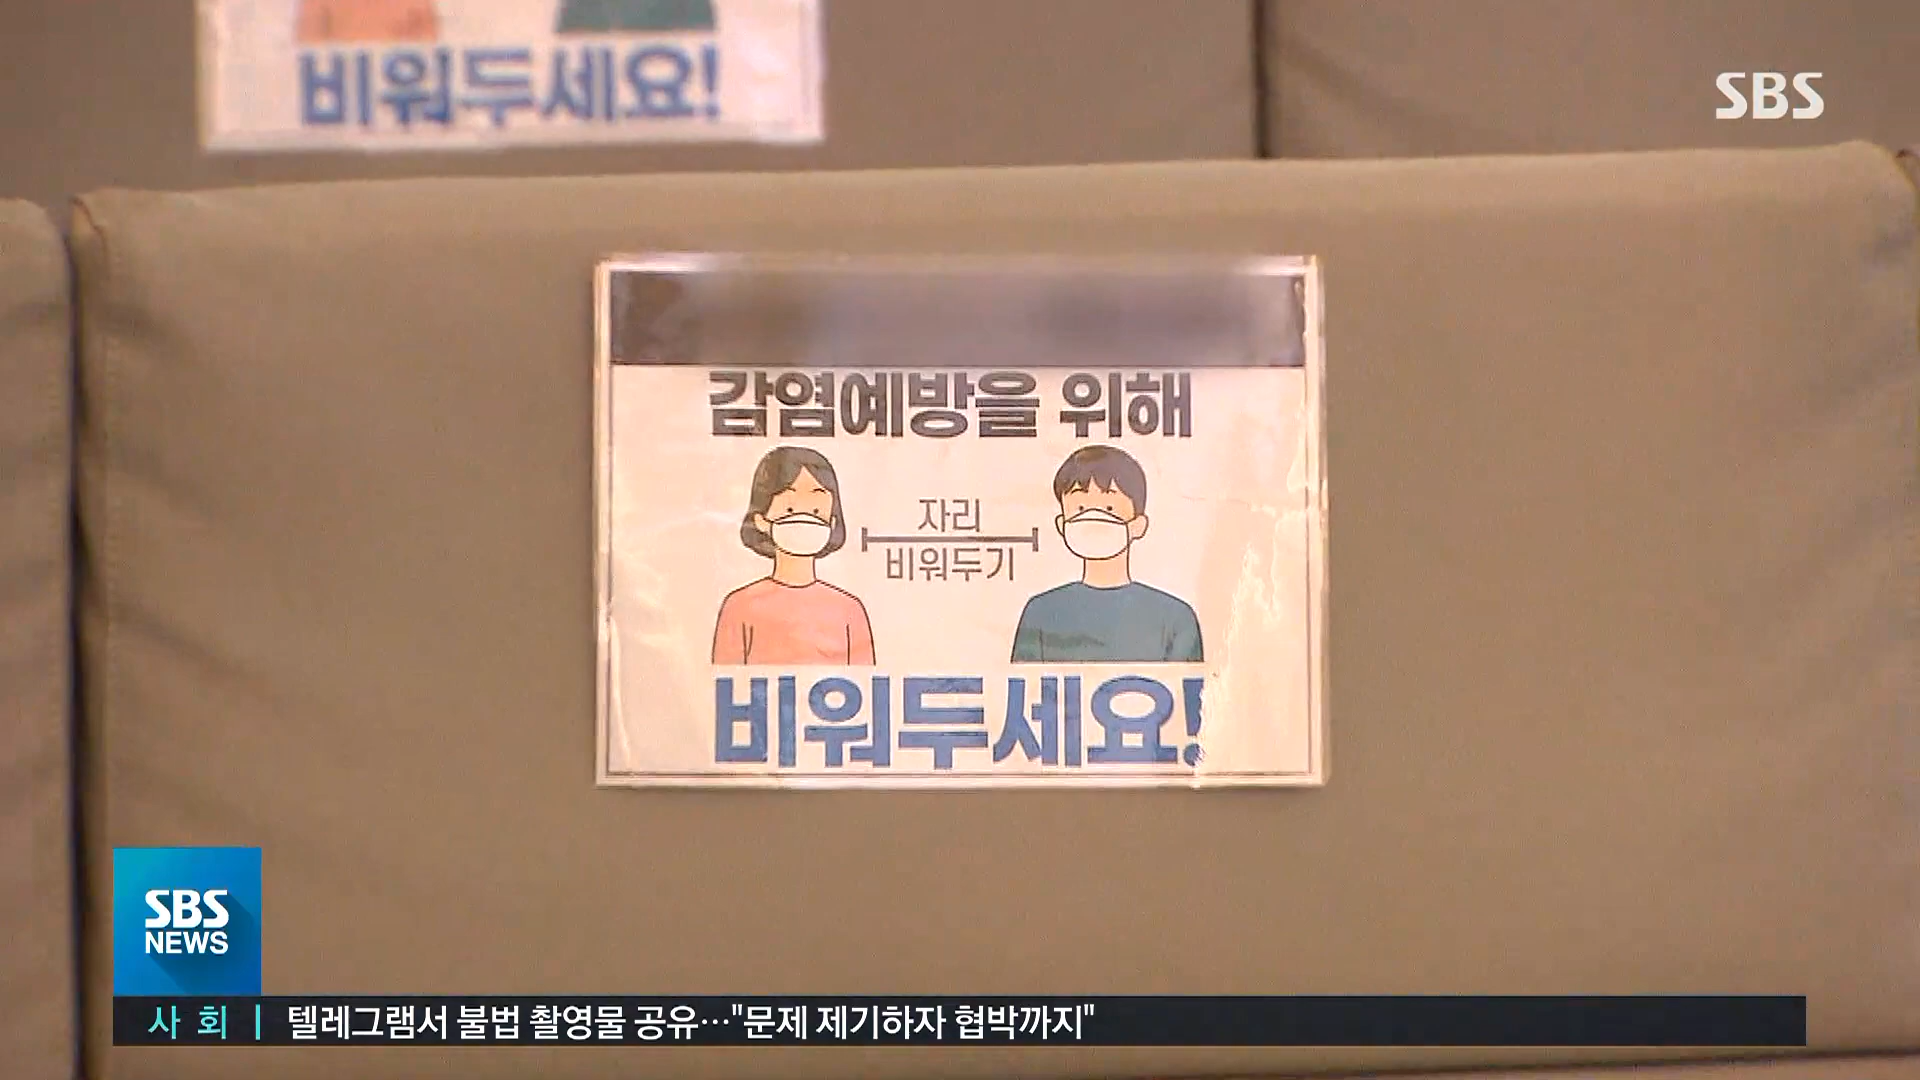 비워두세요!
SBS
감염예방을 위해
자리
비워두기
비워두세요!
SBS
NEWS
사회 | 텔레그램서 불법 촬영물 공유…"문제 제기하자 협박까지"